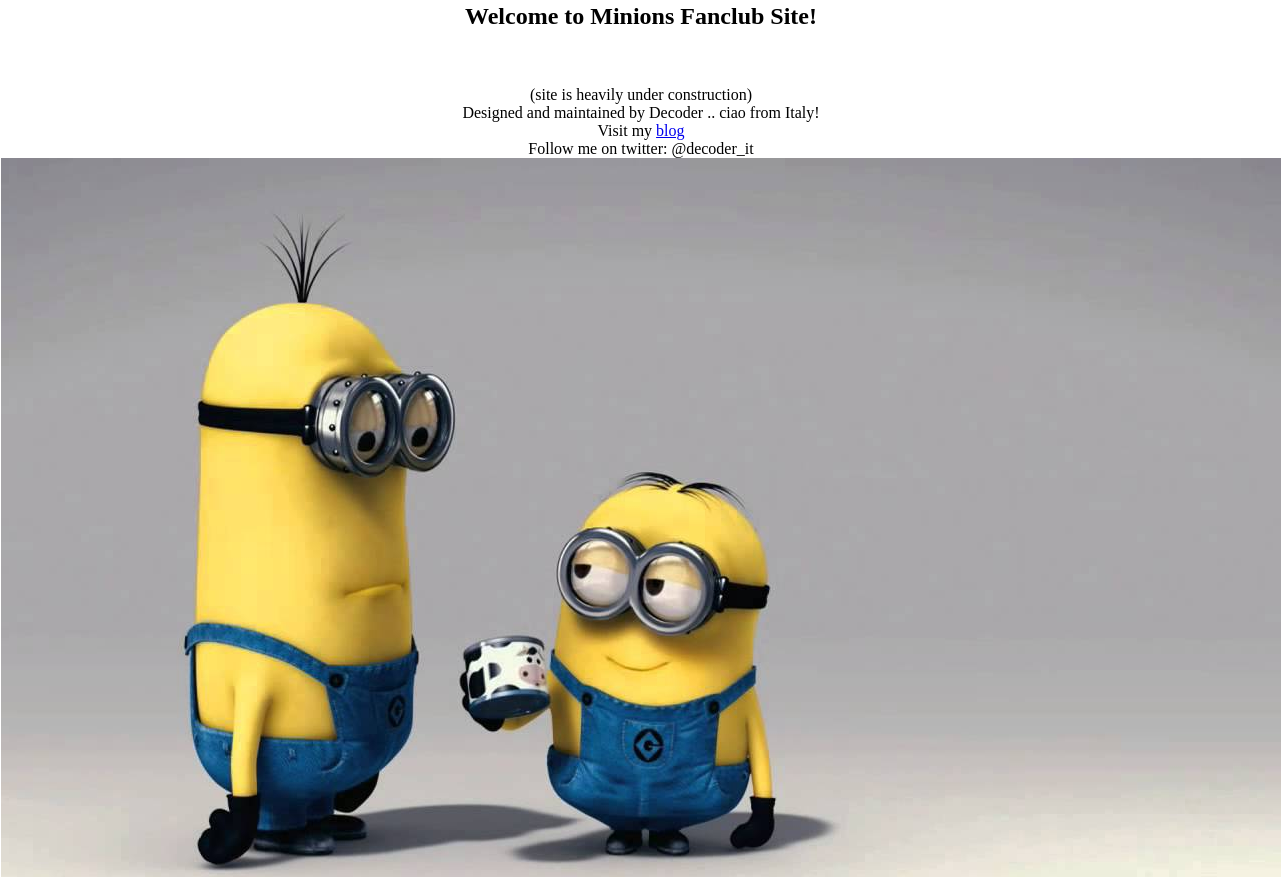 Welcome to Minions Fanclub Site!
(site is heavily under construction)
Designed and maintained by Decoder .. ciao from Italy!
Visit my blog
Follow me on twitter: @decoder_it